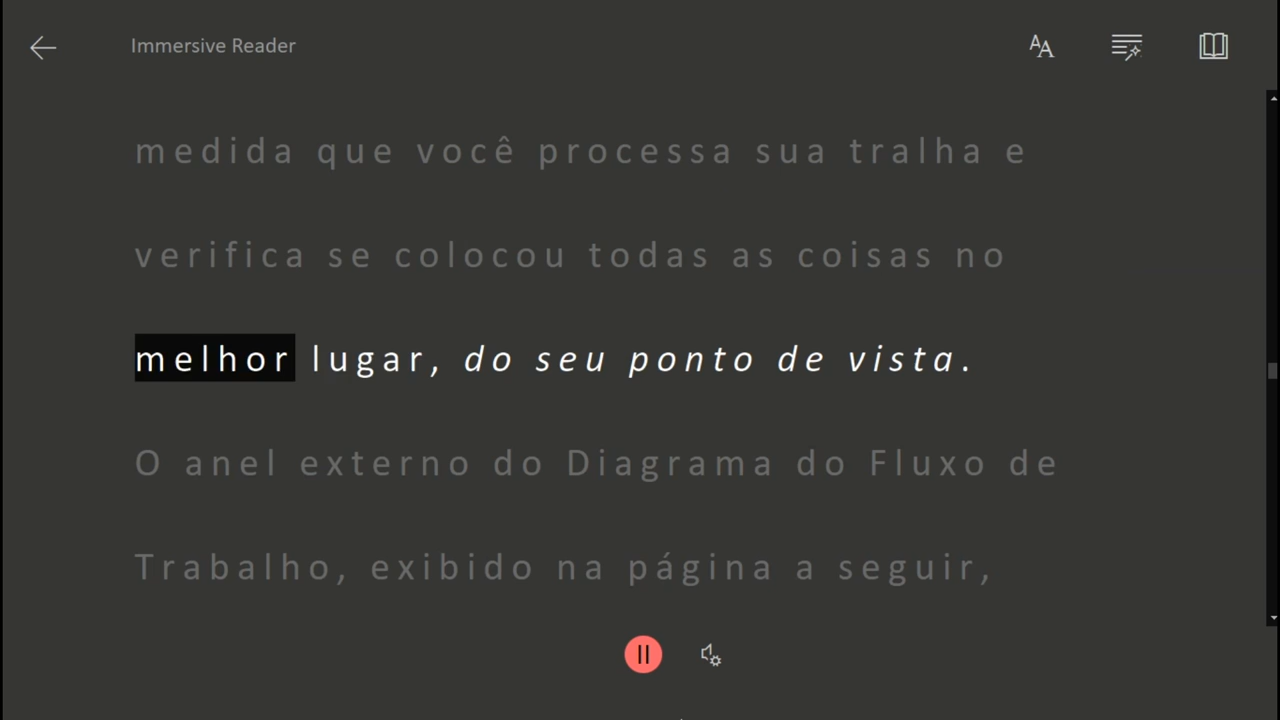 Immersive Reader
medida que você processa sua tralha e
verifica se colocou todas as coisas no
melhor lugar, do seu ponto de vista.
O anel externo do Diagrama do Fluxo de
Trabalho, exibido na página a seguir,